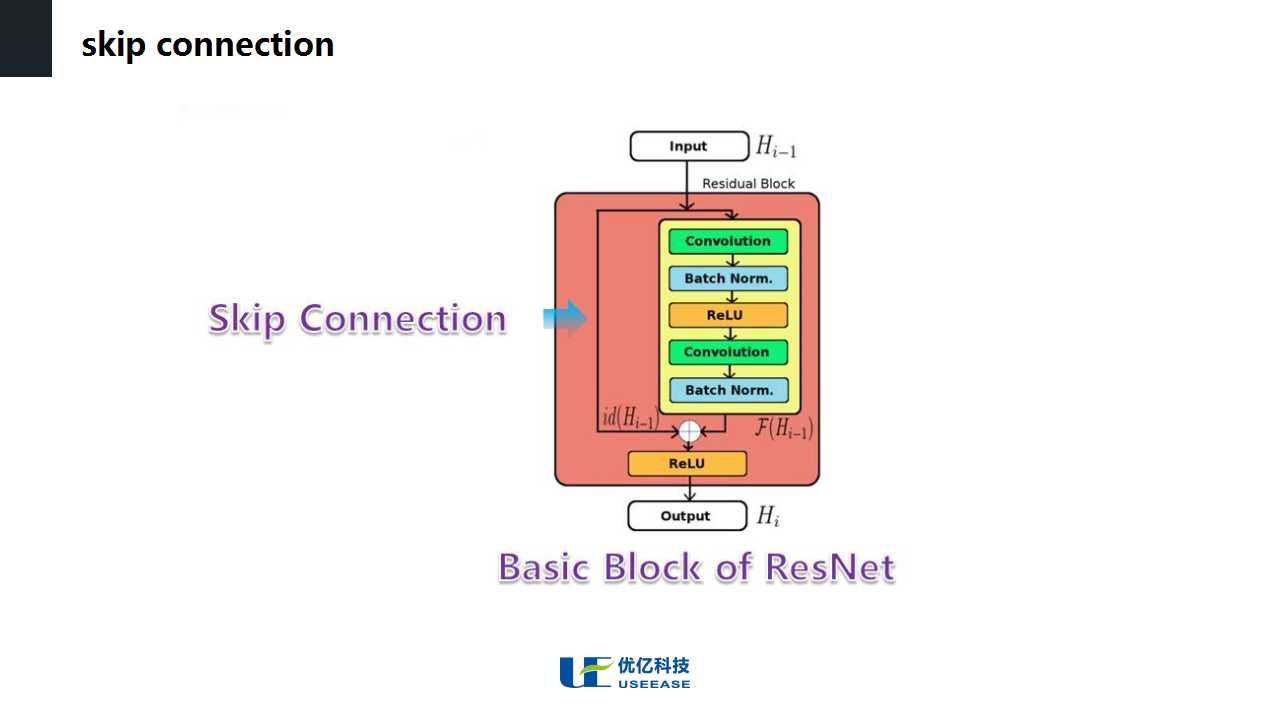 skip connection
Input
H_{i-1}
Residual Block
Convolution
Batch Norm.
ReLU
Skip Connection
Convolution
Batch Norm.
id(H_{i-1})
ℱ(H_{i-1})
ReLU
Output
H_i
Basic Block of ResNet
UE 优亿科技
USEEASE